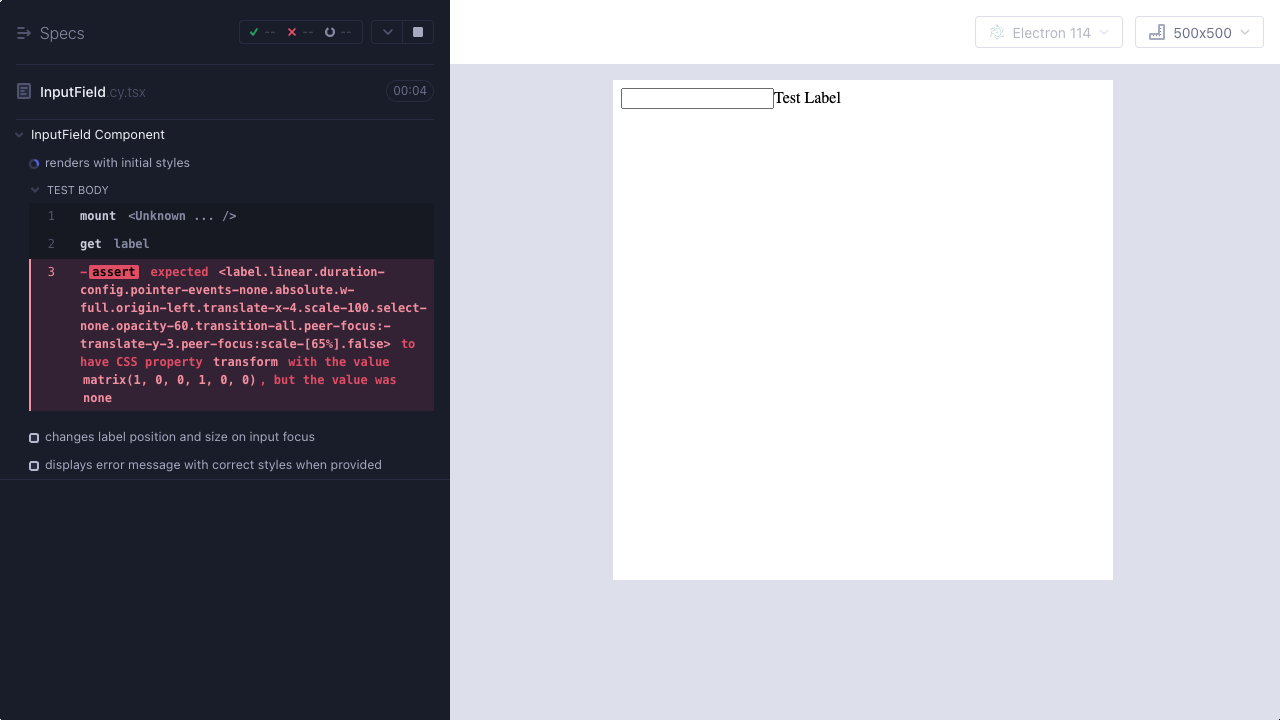 Specs
-- -- --
Electron 114
500x500
InputField.cy.tsx
00:04
InputField Component
renders with initial styles
TEST BODY
1 mount <Unknown ... />
2 get label
3 -assert expected <label.linear.duration-
config.pointer-events-none.absolute.w-
full.origin-left.translate-x-4.scale-100.select-
none.opacity-60.transition-all.peer-focus:-
translate-y-3.peer-focus:scale-[65%].false> to
have CSS property transform with the value
matrix(1, 0, 0, 1, 0, 0), but the value was
none
changes label position and size on input focus
displays error message with correct styles when provided
Test Label